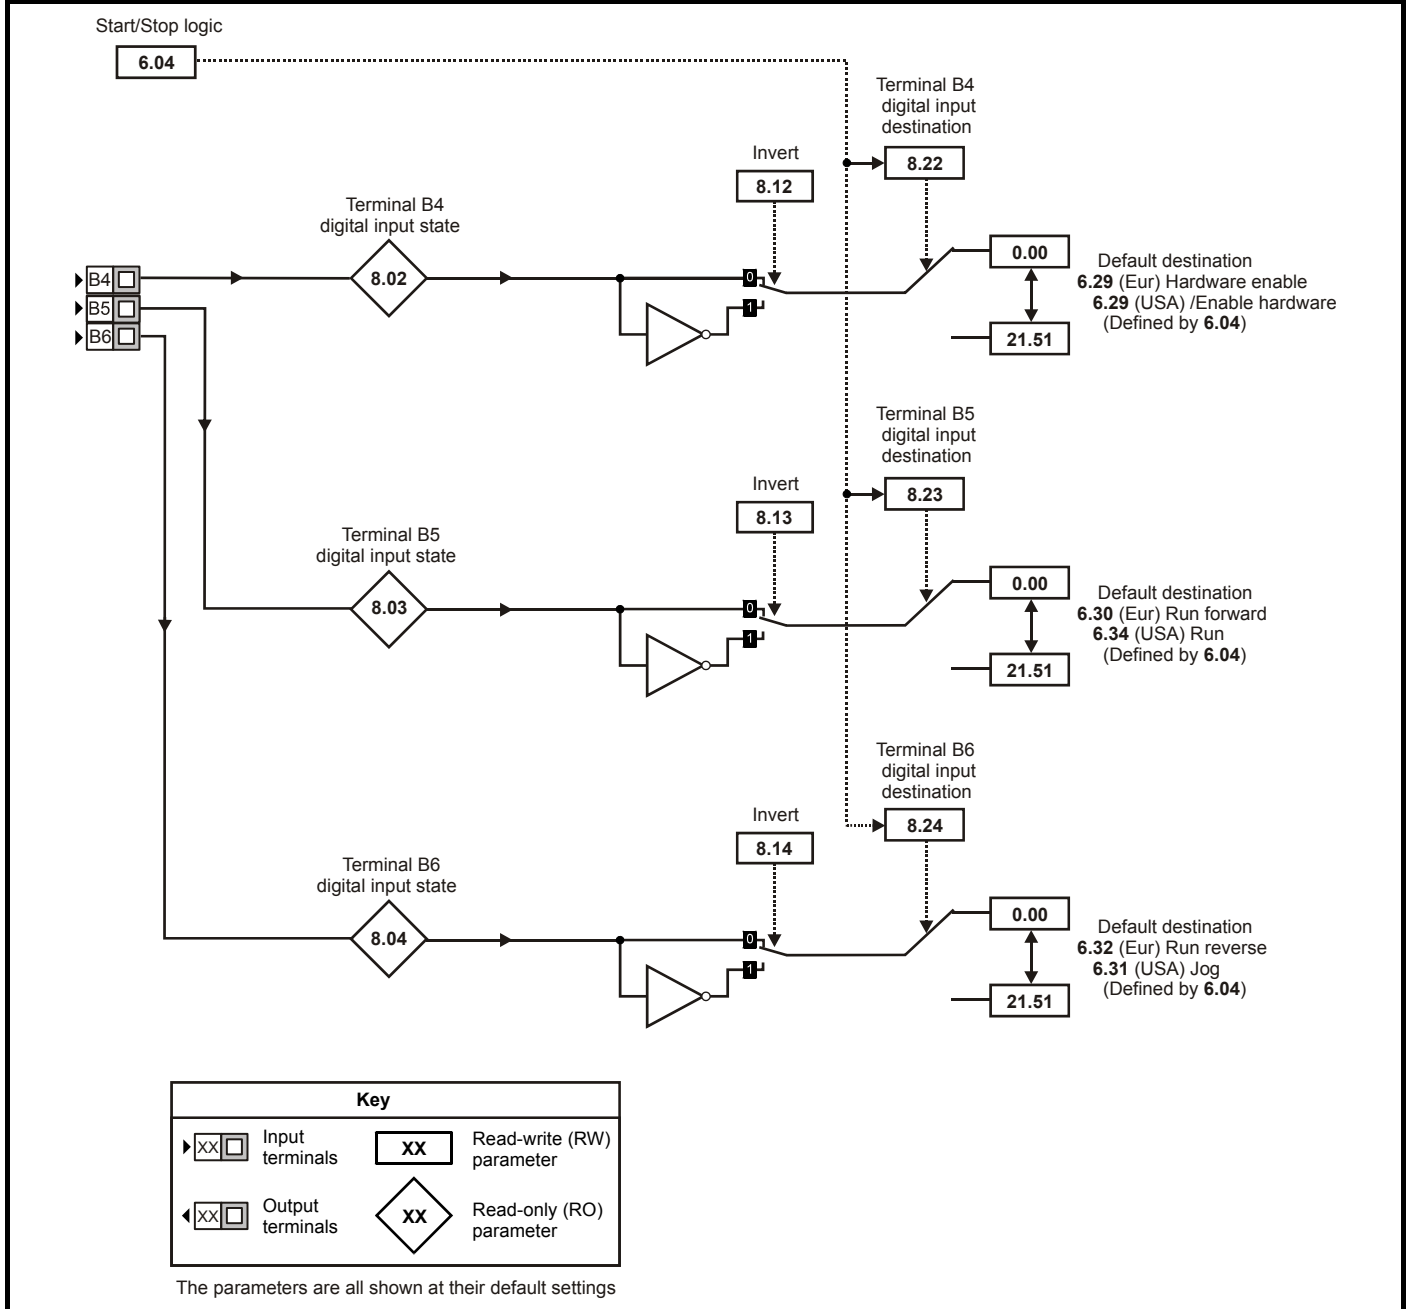 Start/Stop logic
6.04
Terminal B4
digital input
destination
8.22
Invert
8.12
Terminal B4
digital input state
8.02
B4
B5
B6
0
1
0.00
21.51
Default destination
6.29 (Eur) Hardware enable
6.29 (USA) /Enable hardware
(Defined by 6.04)
Terminal B5
digital input
destination
8.23
Invert
8.13
Terminal B5
digital input state
8.03
0
1
0.00
21.51
Default destination
6.30 (Eur) Run forward
6.34 (USA) Run
(Defined by 6.04)
Terminal B6
digital input
destination
8.24
Invert
8.14
Terminal B6
digital input state
8.04
0
1
0.00
21.51
Default destination
6.32 (Eur) Run reverse
6.31 (USA) Jog
(Defined by 6.04)
Key
XX
Input
terminals
XX
Read-write (RW)
parameter
XX
Output
terminals
XX
Read-only (RO)
parameter
The parameters are all shown at their default settings